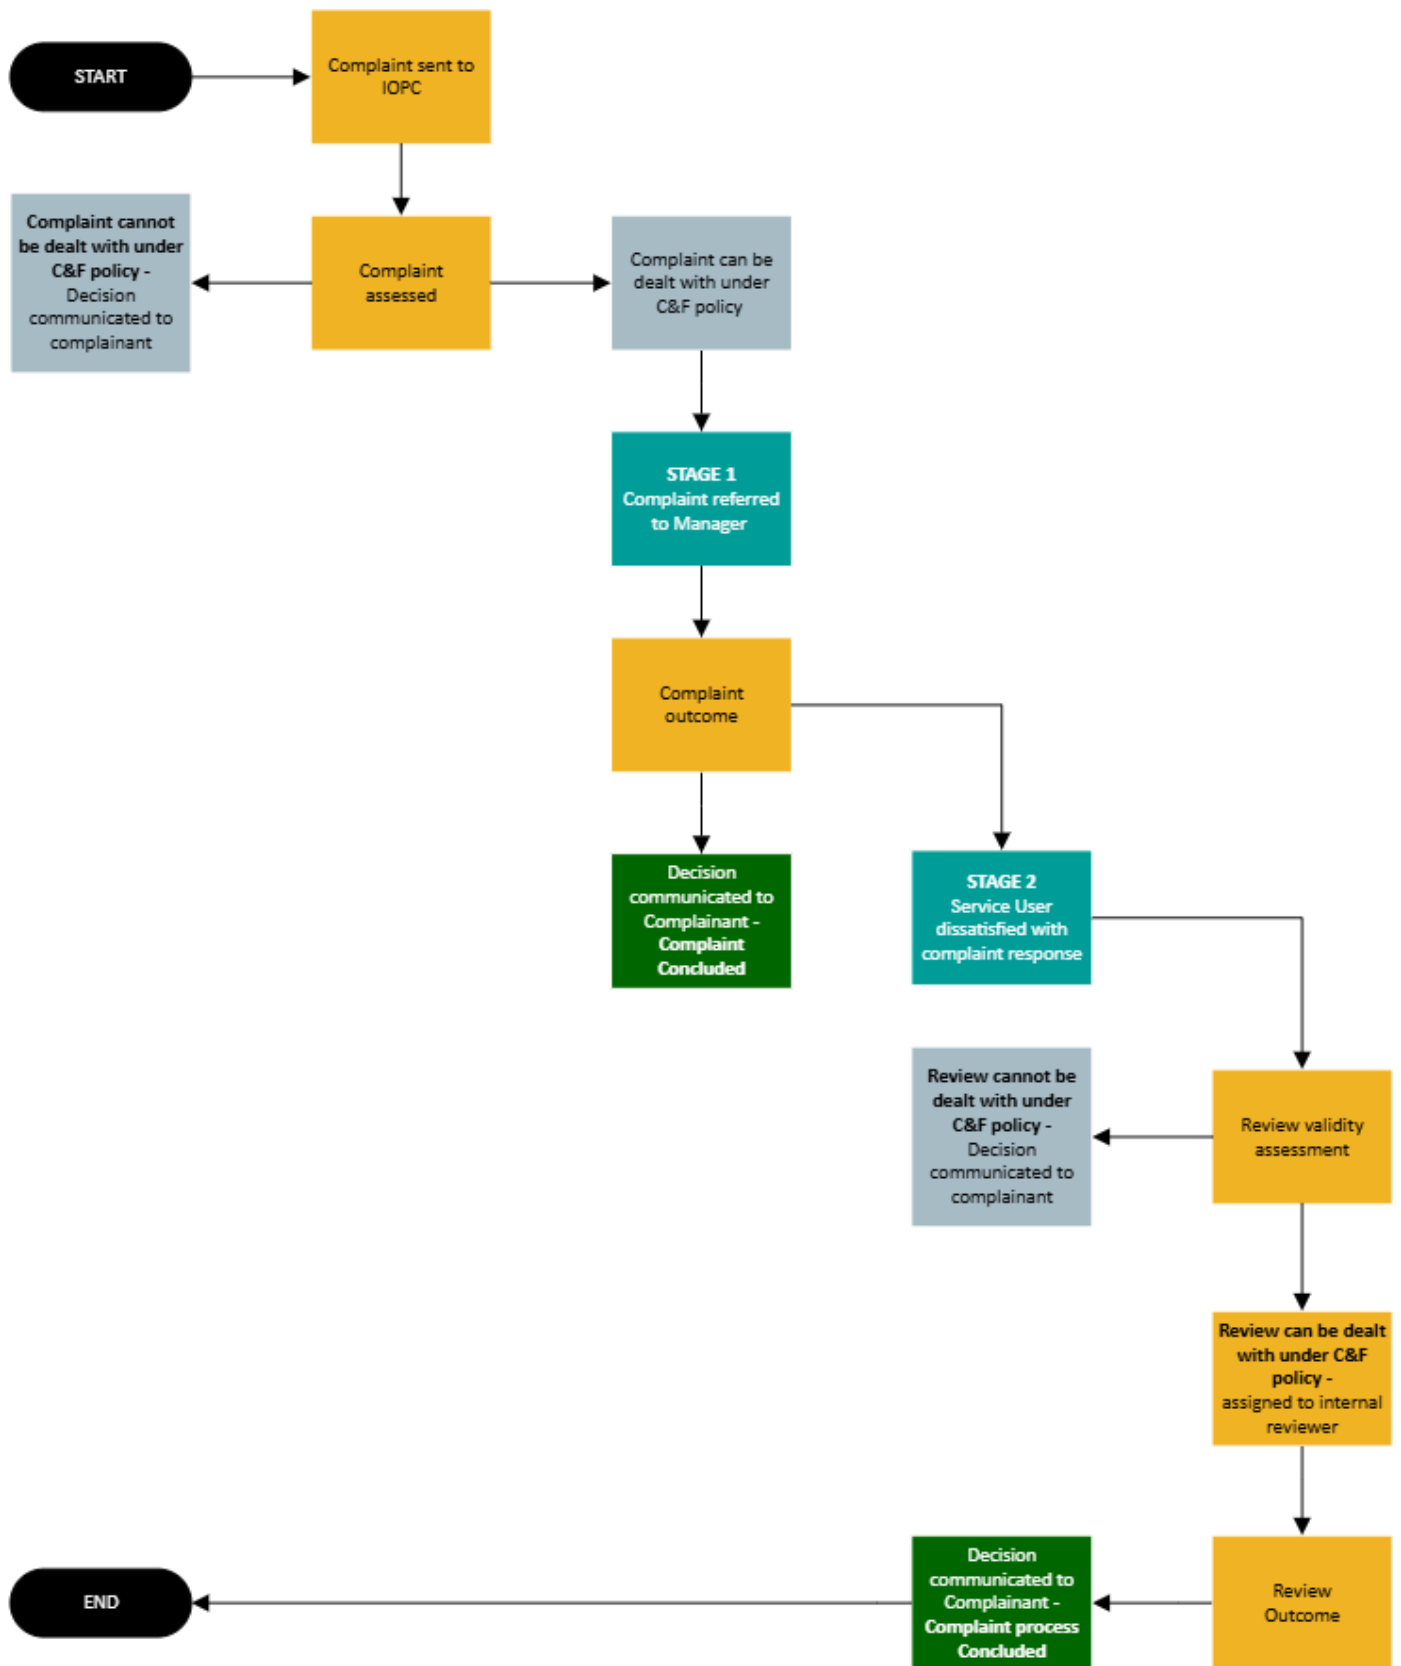 START
Complaint sent to
IOPC
Complaint cannot
be dealt with under
C&F policy -
Decision
communicated to
complainant
Complaint
assessed
Complaint can be
dealt with under
C&F policy
STAGE 1
Complaint referred
to Manager
Complaint
outcome
Decision
communicated to
Complainant -
Complaint
Concluded
STAGE 2
Service User
dissatisfied with
complaint response
Review cannot be
dealt with under
C&F policy -
Decision
communicated to
complainant
Review validity
assessment
Review can be dealt
with under C&F
policy -
assigned to internal
reviewer
Review
Outcome
Decision
communicated to
Complainant -
Complaint process
Concluded
END